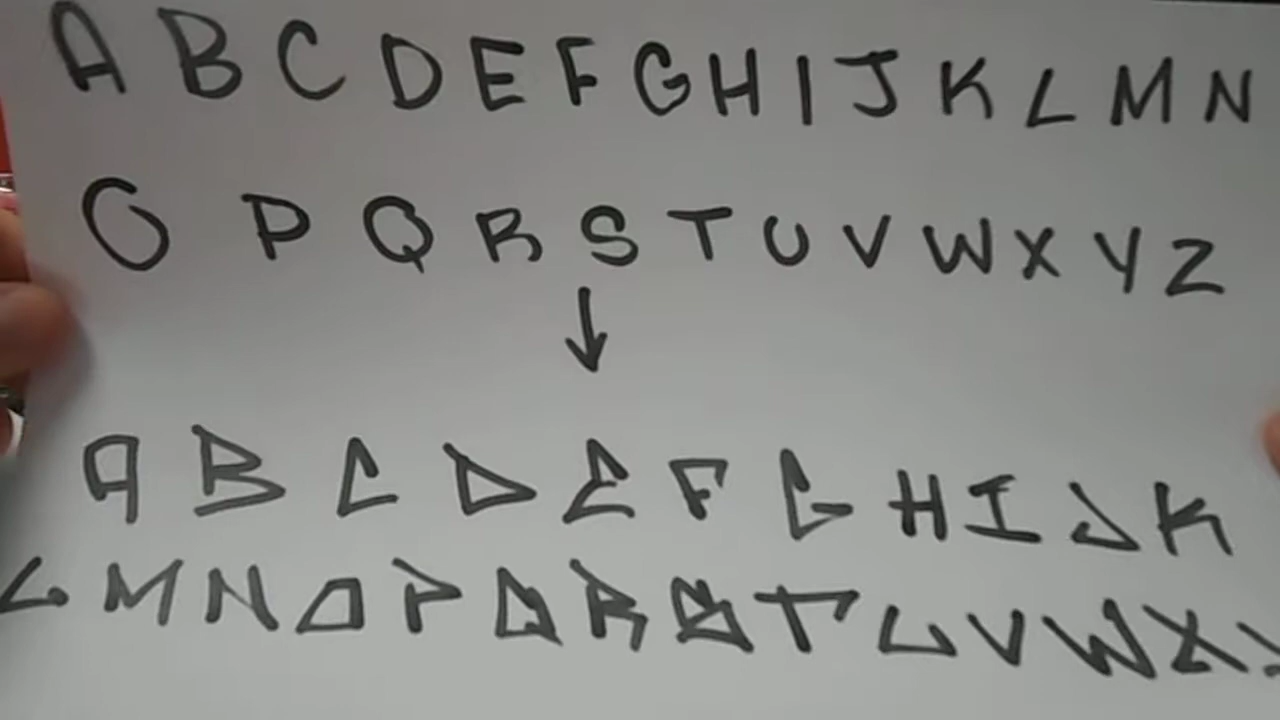 A B C D E F G H I J K L M N
O P Q R S T U V W X Y Z
A B C D E F G H I J K
L M N O P Q R S T U V W X